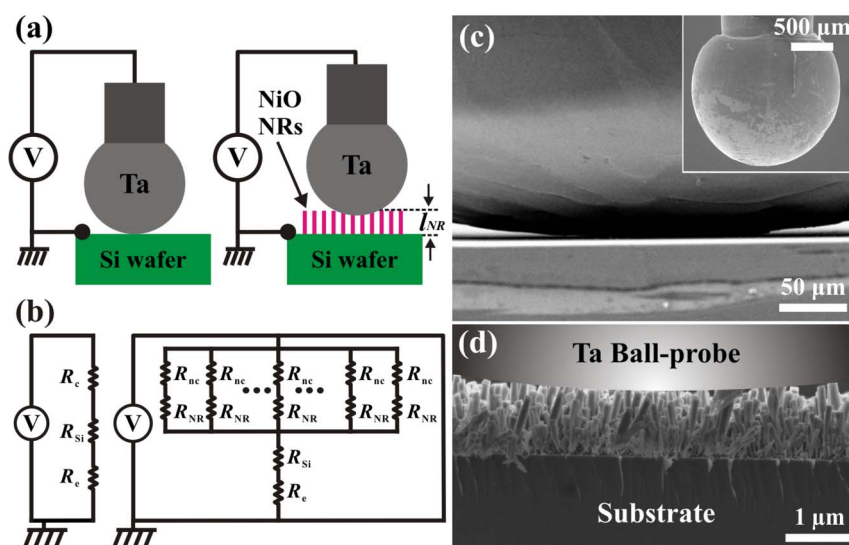 (a)
V
Ta
Si wafer
NiO
NRs
V
Ta
l_NR
Si wafer
(b)
V
R_c
R_Si
R_e
V
R_nc R_nc R_nc R_nc R_nc
R_NR R_NR R_NR R_NR R_NR
R_Si
R_e
(c)
500 µm
50 µm
(d)
Ta Ball-probe
Substrate
1 µm